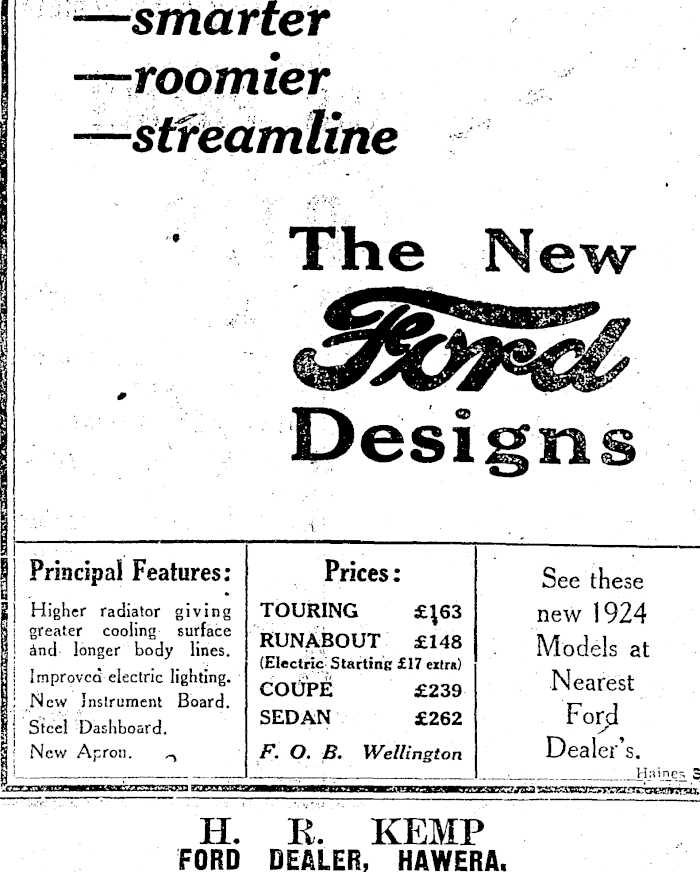 —smarter
—roomier
—streamline
The New
Ford
Designs
Principal Features:
Higher radiator giving
greater cooling surface
and longer body lines.
Improved electric lighting.
New Instrument Board.
Steel Dashboard.
New Apron.
Prices:
TOURING £163
RUNABOUT £148
(Electric Starting £17 extra)
COUPE £239
SEDAN £262
F. O. B. Wellington
See these
new 1924
Models at
Nearest
Ford
Dealer's.
Haines S
H. R. KEMP
FORD DEALER, HAWERA.